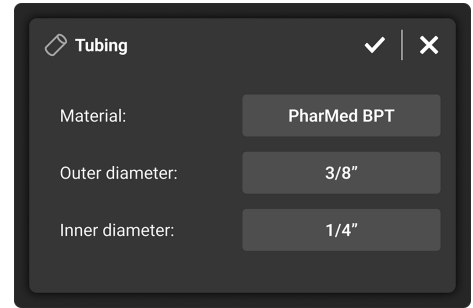 Tubing
Material: PharMed BPT
Outer diameter: 3/8”
Inner diameter: 1/4”